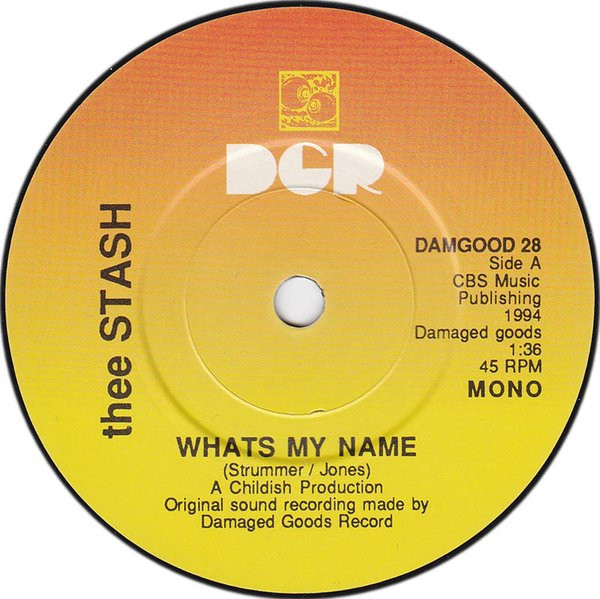 DGR
thee STASH
DAMGOOD 28
Side A
CBS Music
Publishing
1994
Damaged goods
1:36
45 RPM
MONO
WHATS MY NAME
(Strummer / Jones)
A Childish Production
Original sound recording made by
Damaged Goods Record